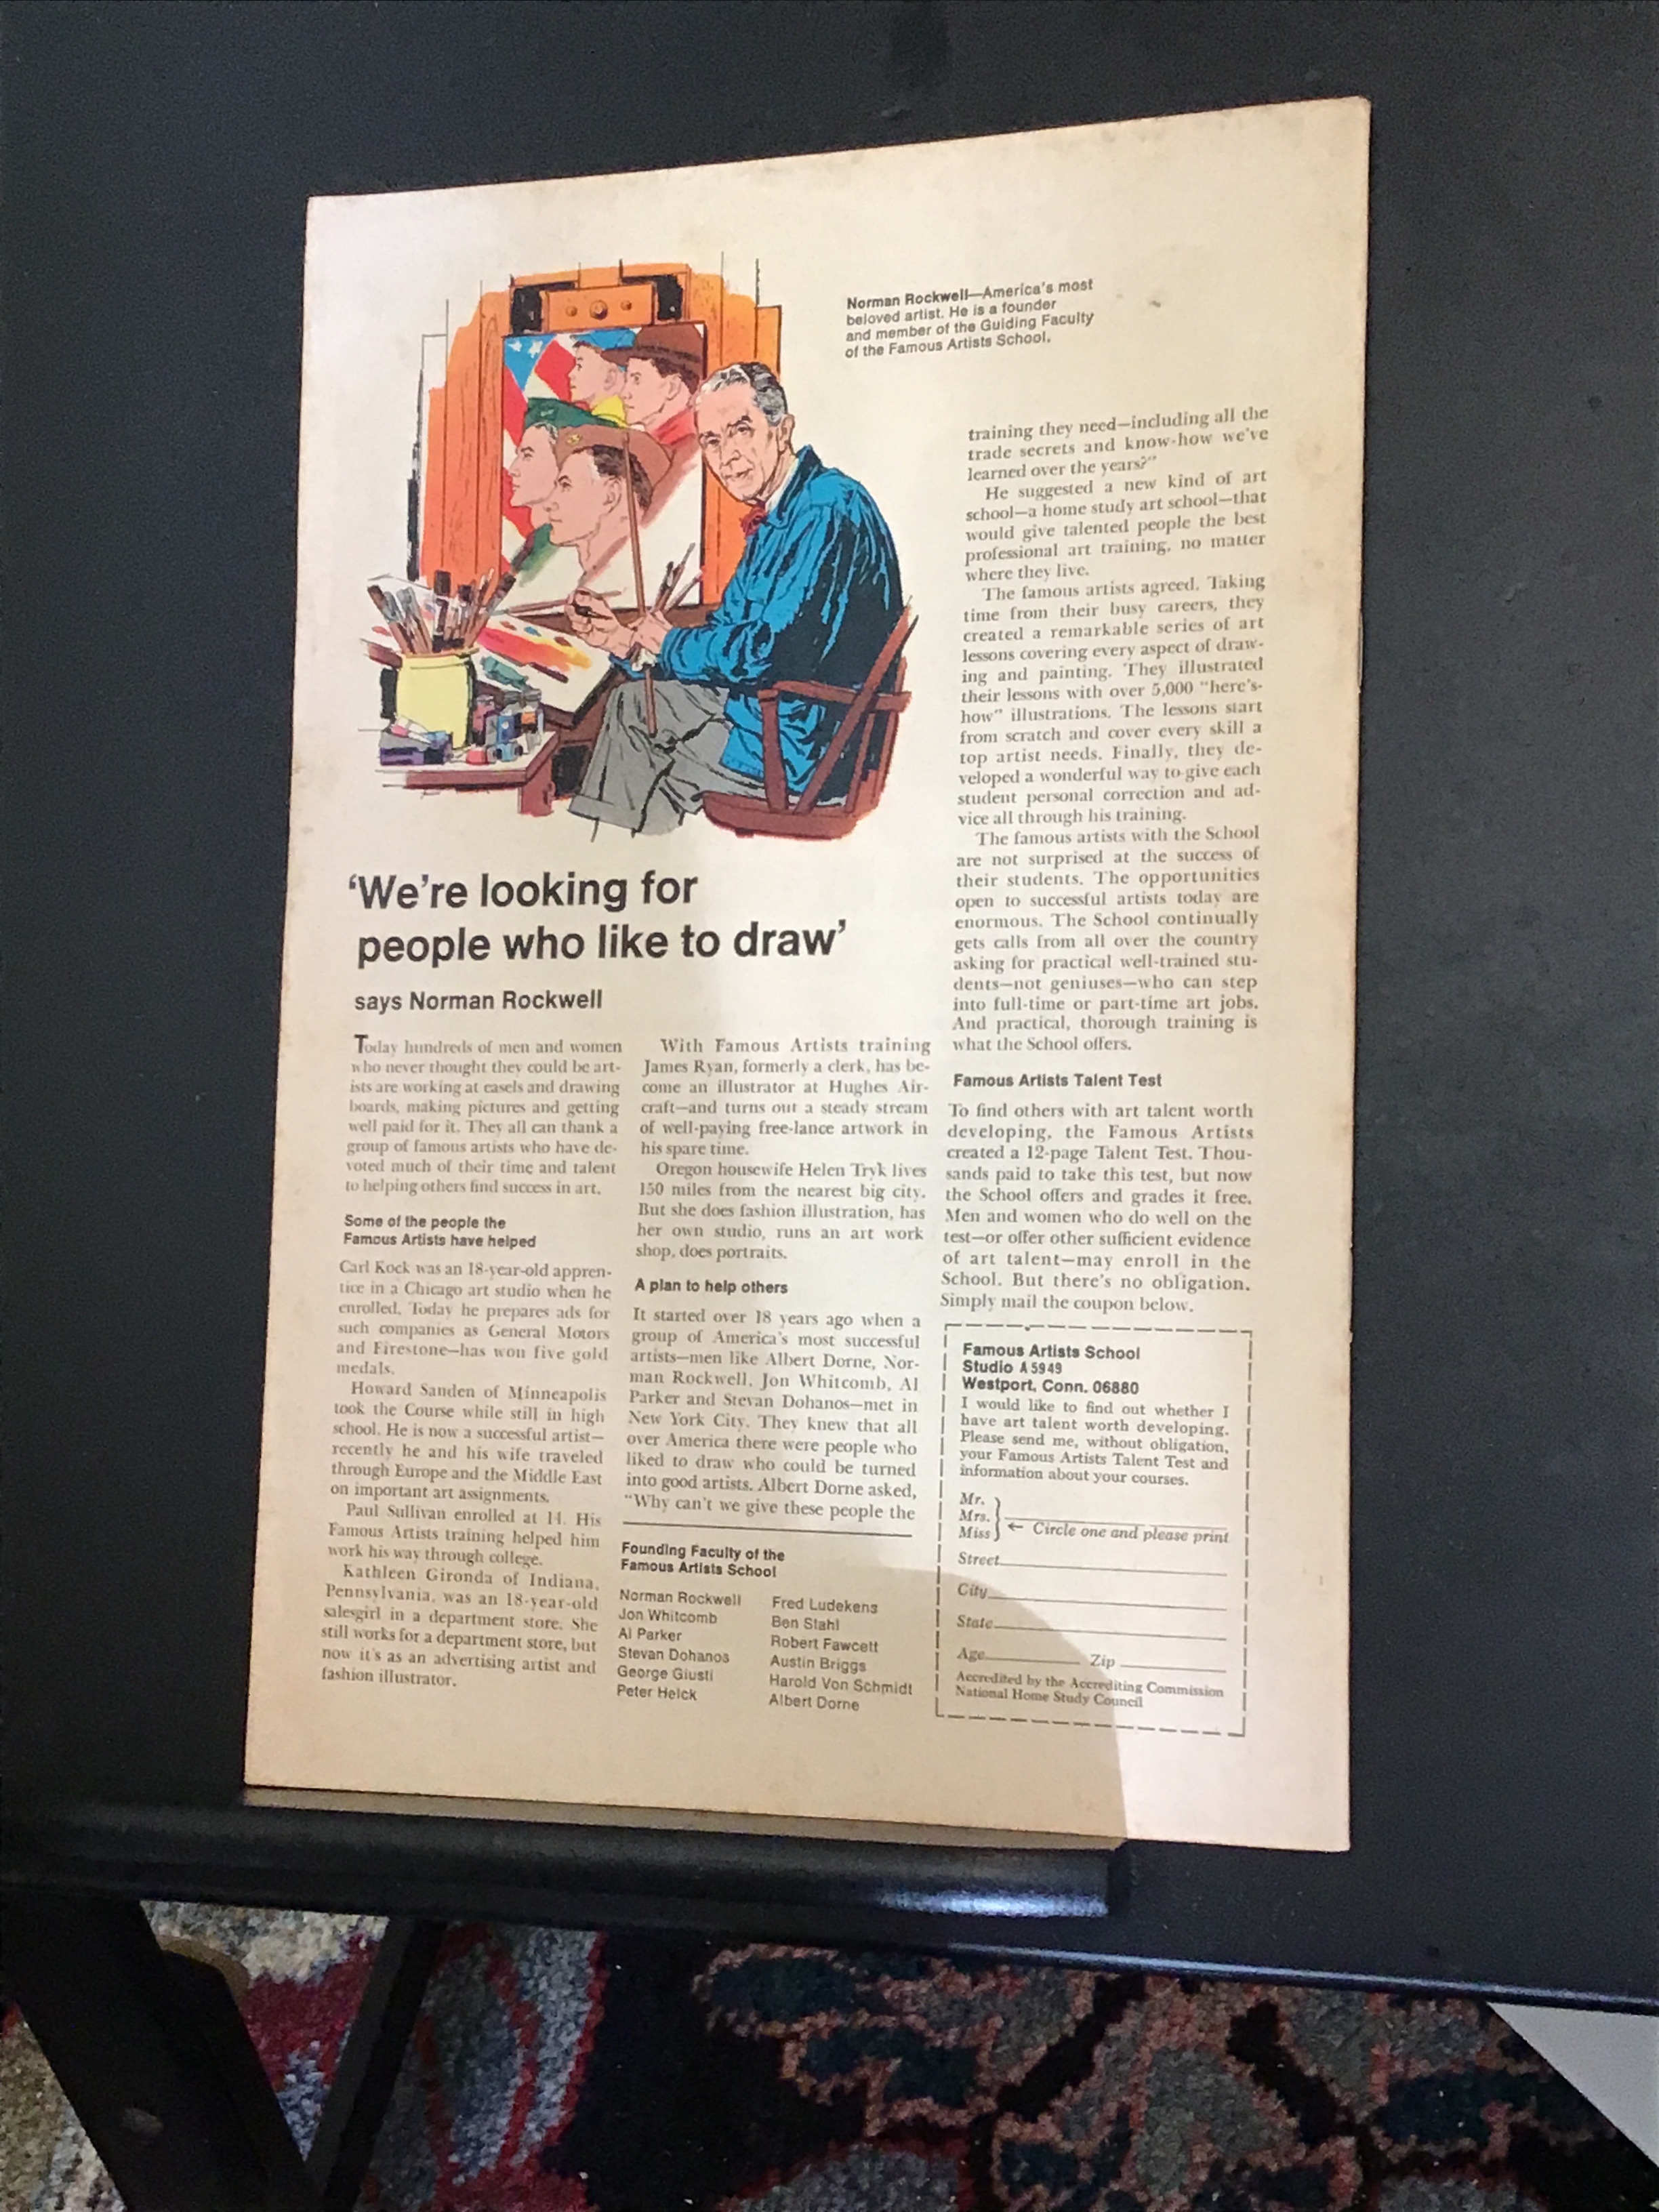 Norman Rockwell—America's most
beloved artist. He is a founder
and member of the Guiding Faculty
of the Famous Artists School.
'We're looking for
people who like to draw'
says Norman Rockwell
Today hundreds of men and women
who never thought they could be art-
ists are working at easels and drawing
boards, making pictures and getting
well paid for it. They all can thank a
group of famous artists who have de-
voted much of their time and talent
to helping others find success in art.
Some of the people the
Famous Artists have helped
Carl Kock was an 18-year-old appren-
tice in a Chicago art studio when he
enrolled. Today he prepares ads for
such companies as General Motors
and Firestone—has won five gold
medals.
Howard Sanden of Minneapolis
took the Course while still in high
school. He is now a successful artist—
recently he and his wife traveled
through Europe and the Middle East
on important art assignments.
Paul Sullivan enrolled at 14. His
Famous Artists training helped him
work his way through college.
Kathleen Gironda of Indiana,
Pennsylvania, was an 18-year-old
salesgirl in a department store. She
still works for a department store, but
now it's as an advertising artist and
fashion illustrator.
With Famous Artists training
James Ryan, formerly a clerk, has be-
come an illustrator at Hughes Air-
craft—and turns out a steady stream
of well-paying free-lance artwork in
his spare time.
Oregon housewife Helen Tryk lives
150 miles from the nearest big city.
But she does fashion illustration, has
her own studio, runs an art work
shop, does portraits.
A plan to help others
It started over 18 years ago when a
group of America's most successful
artists—men like Albert Dorne, Nor-
man Rockwell, Jon Whitcomb, Al
Parker and Stevan Dohanos—met in
New York City. They knew that all
over America there were people who
liked to draw who could be turned
into good artists. Albert Dorne asked,
"Why can't we give these people the
Founding Faculty of the
Famous Artists School
Norman Rockwell
Jon Whitcomb
Al Parker
Stevan Dohanos
George Giusti
Peter Helck
Fred Ludekens
Ben Stahl
Robert Fawcett
Austin Briggs
Harold Von Schmidt
Albert Dorne
training they need—including all the
trade secrets and know-how we've
learned over the years?"
He suggested a new kind of art
school—a home study art school—that
would give talented people the best
professional art training, no matter
where they live.
The famous artists agreed. Taking
time from their busy careers, they
created a remarkable series of art
lessons covering every aspect of draw-
ing and painting. They illustrated
their lessons with over 5,000 "here's-
how" illustrations. The lessons start
from scratch and cover every skill a
top artist needs. Finally, they de-
veloped a wonderful way to give each
student personal correction and ad-
vice all through his training.
The famous artists with the School
are not surprised at the success of
their students. The opportunities
open to successful artists today are
enormous. The School continually
gets calls from all over the country
asking for practical well-trained stu-
dents—not geniuses—who can step
into full-time or part-time art jobs.
And practical, thorough training is
what the School offers.
Famous Artists Talent Test
To find others with art talent worth
developing, the Famous Artists
created a 12-page Talent Test. Thou-
sands paid to take this test, but now
the School offers and grades it free.
Men and women who do well on the
test—or offer other sufficient evidence
of art talent—may enroll in the
School. But there's no obligation.
Simply mail the coupon below.
Famous Artists School
Studio A 5949
Westport, Conn. 06880
I would like to find out whether I
have art talent worth developing.
Please send me, without obligation,
your Famous Artists Talent Test and
information about your courses.
Mr.
Mrs.
Miss ← Circle one and please print
Street
City
State
Age Zip
Accredited by the Accrediting Commission
National Home Study Council